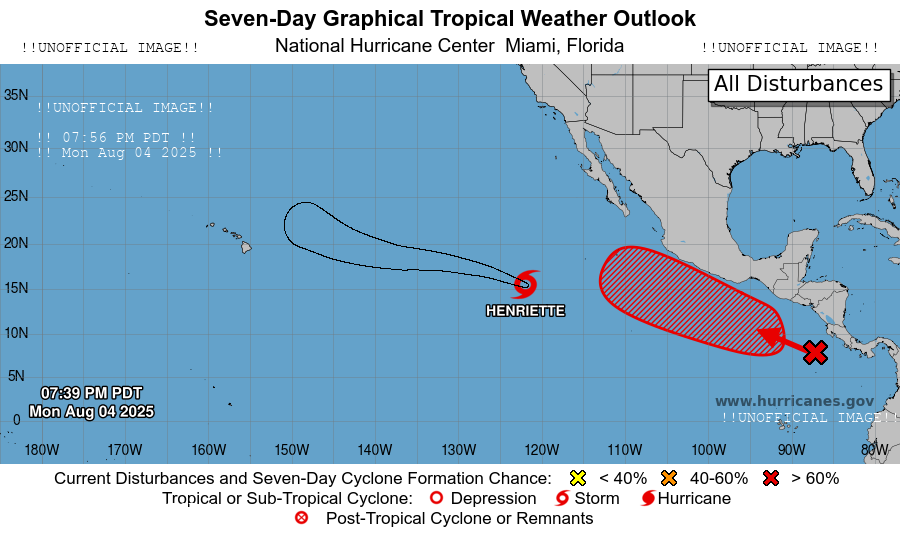 Seven-Day Graphical Tropical Weather Outlook
!!UNOFFICIAL IMAGE!! National Hurricane Center Miami, Florida !!UNOFFICIAL IMAGE!!
All Disturbances
35N
!!UNOFFICIAL IMAGE!!
!! 07:56 PM PDT !!
30N
!! Mon Aug 04 2025 !!
25N
20N
15N
HENRIETTE
10N
5N
07:39 PM PDT
Mon Aug 04 2025
www.hurricanes.gov
!!UNOFFICIAL IMAGE!!
0
180W 170W 160W 150W 140W 130W 120W 110W 100W 90W 80W
Current Disturbances and Seven-Day Cyclone Formation Chance: < 40% 40-60% > 60%
Tropical or Sub-Tropical Cyclone: Depression Storm Hurricane
Post-Tropical Cyclone or Remnants